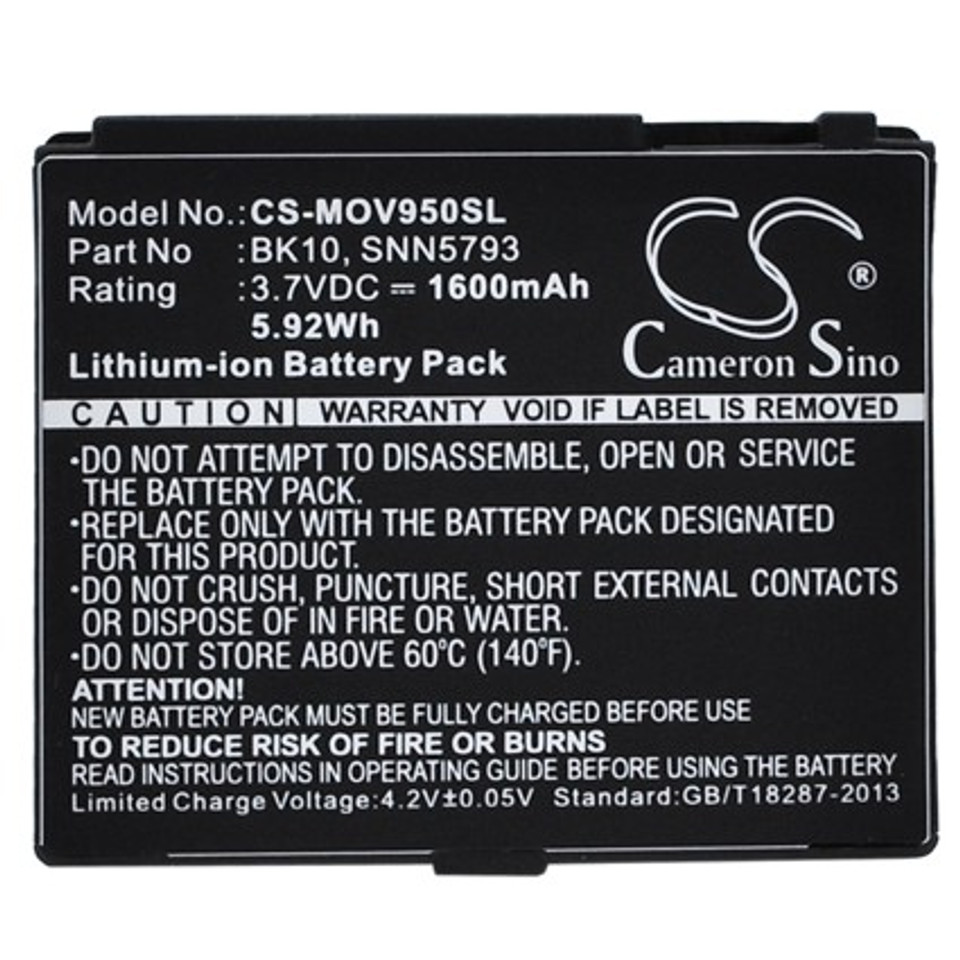 Model No.: CS-MOV950SL
Part No : BK10, SNN5793
Rating : 3.7VDC ⎓ 1600mAh
5.92Wh
Lithium-ion Battery Pack
CS ®
Cameron Sino
CAUTION| WARRANTY VOID IF LABEL IS REMOVED
·DO NOT ATTEMPT TO DISASSEMBLE, OPEN OR SERVICE
THE BATTERY PACK.
·REPLACE ONLY WITH THE BATTERY PACK DESIGNATED
FOR THIS PRODUCT.
·DO NOT CRUSH, PUNCTURE, SHORT EXTERNAL CONTACTS
OR DISPOSE OF IN FIRE OR WATER.
·DO NOT STORE ABOVE 60°C (140°F).
ATTENTION!
NEW BATTERY PACK MUST BE FULLY CHARGED BEFORE USE
TO REDUCE RISK OF FIRE OR BURNS
READ INSTRUCTIONS IN OPERATING GUIDE BEFORE USING THE BATTERY
Limited Charge Voltage:4.2V±0.05V Standard:GB/T18287-2013